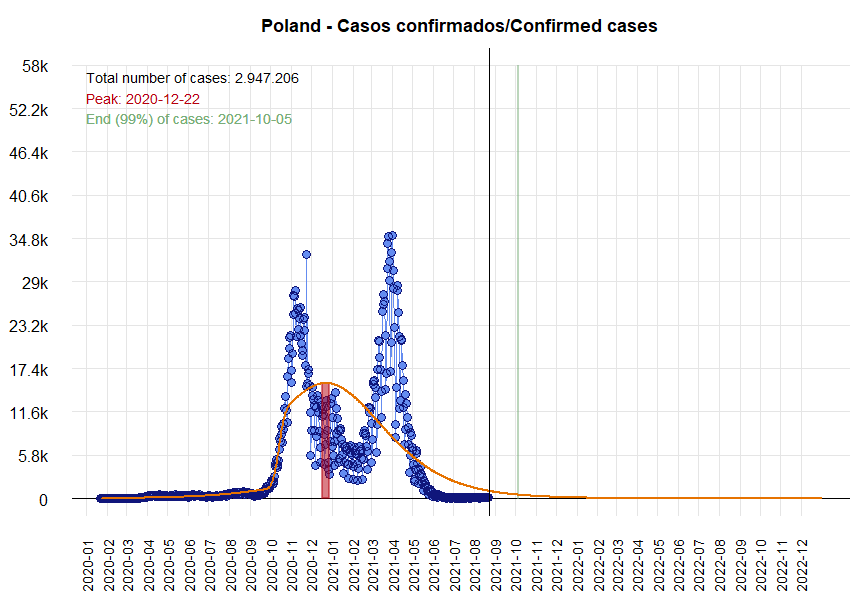 Poland - Casos confirmados/Confirmed cases
58k
Total number of cases: 2.947.206
Peak: 2020-12-22
End (99%) of cases: 2021-10-05
52.2k
46.4k
40.6k
34.8k
29k
23.2k
17.4k
11.6k
5.8k
0
2020-01
2020-02
2020-03
2020-04
2020-05
2020-06
2020-07
2020-08
2020-09
2020-10
2020-11
2020-12
2021-01
2021-02
2021-03
2021-04
2021-05
2021-06
2021-07
2021-08
2021-09
2021-10
2021-11
2021-12
2022-01
2022-02
2022-03
2022-04
2022-05
2022-06
2022-07
2022-08
2022-09
2022-10
2022-11
2022-12